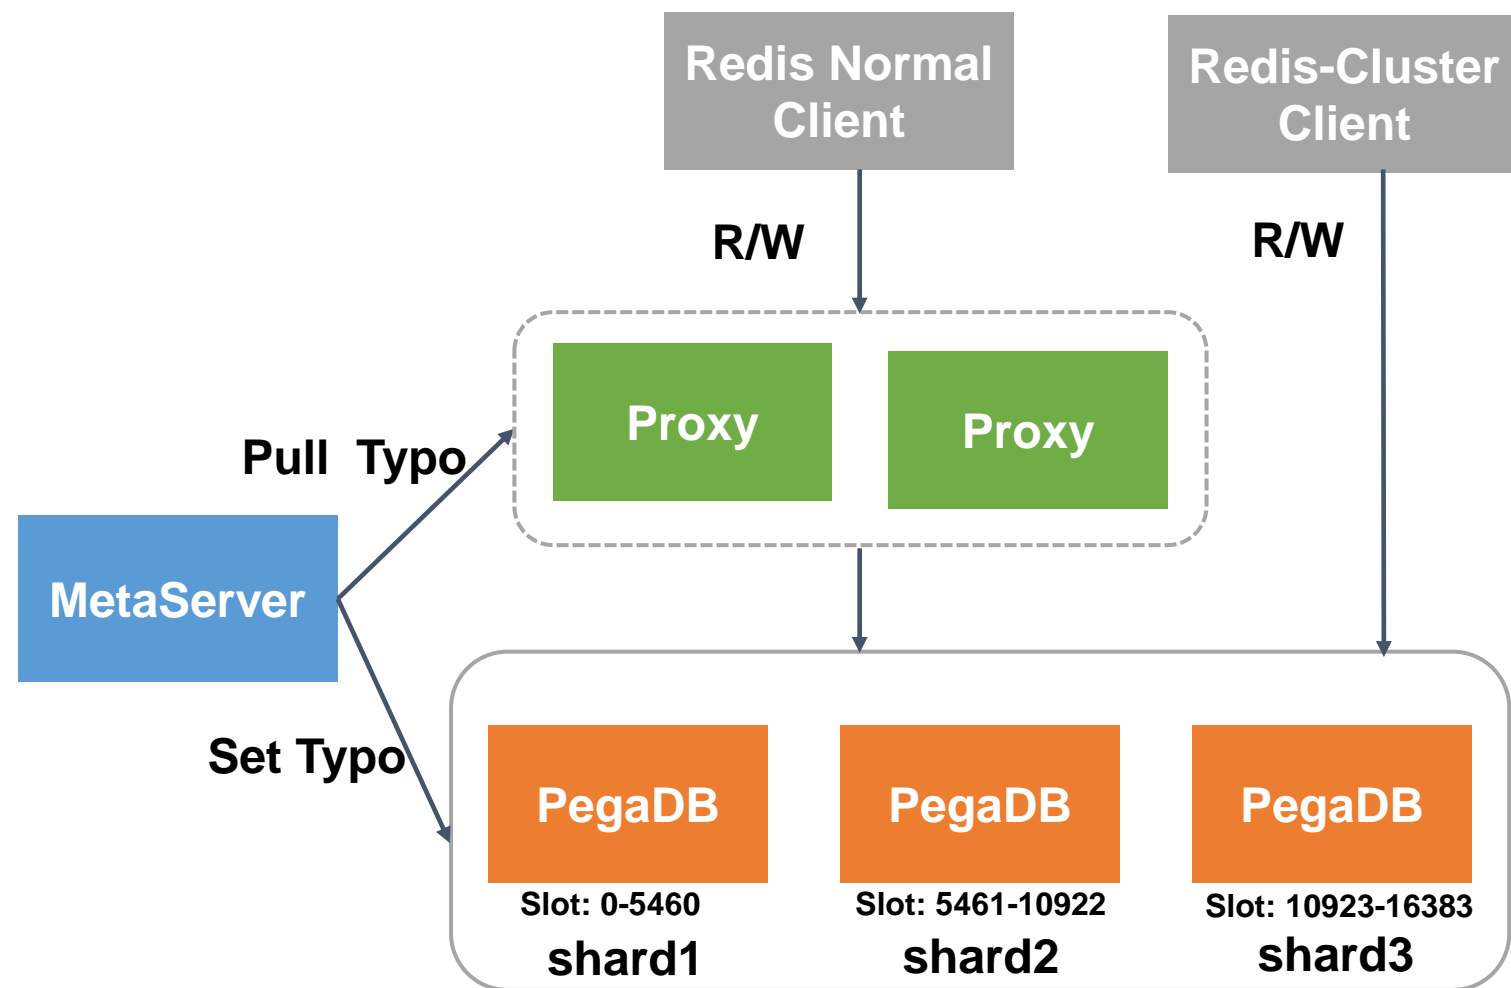 Redis Normal
Client
Redis-Cluster
Client
R/W
R/W
Proxy
Proxy
Pull Typo
MetaServer
Set Typo
PegaDB
PegaDB
PegaDB
Slot: 0-5460
Slot: 5461-10922
Slot: 10923-16383
shard1
shard2
shard3